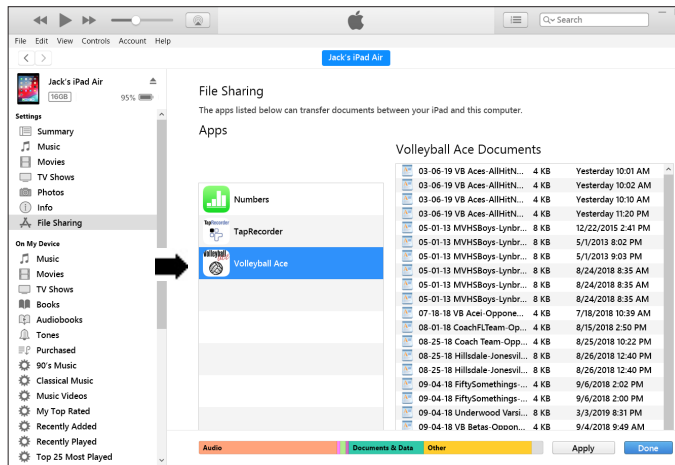 Search
File Edit View Controls Account Help
Jack's iPad Air
Jack's iPad Air
16GB 95%
Settings
Summary
Music
Movies
TV Shows
Photos
Info
File Sharing
On My Device
Music
Movies
TV Shows
Books
Audiobooks
Tones
Purchased
90's Music
Classical Music
Music Videos
My Top Rated
Recently Added
Recently Played
Top 25 Most Played
File Sharing
The apps listed below can transfer documents between your iPad and this computer.
Apps
Numbers
TapRecorder
TapRecorder
Volleyball Ace
Volleyball Ace Documents
03-06-19 VB Aces-AllHitN... 4 KB Yesterday 10:01 AM
03-06-19 VB Aces-AllHitN... 4 KB Yesterday 10:02 AM
03-06-19 VB Aces-AllHitN... 4 KB Yesterday 10:10 AM
03-06-19 VB Aces-AllHitN... 4 KB Yesterday 11:20 PM
05-01-13 MVHSBoys-Lynbr... 8 KB 12/22/2015 2:41 PM
05-01-13 MVHSBoys-Lynbr... 8 KB 5/1/2013 8:02 PM
05-01-13 MVHSBoys-Lynbr... 8 KB 5/1/2013 9:03 PM
05-01-13 MVHSBoys-Lynbr... 8 KB 8/24/2018 8:35 AM
05-01-13 MVHSBoys-Lynbr... 8 KB 8/24/2018 8:35 AM
05-01-13 MVHSBoys-Lynbr... 8 KB 8/24/2018 8:35 AM
07-18-18 VB Acei-Oppone... 4 KB 7/18/2018 10:39 AM
08-01-18 CoachFLTeam-Op... 4 KB 8/15/2018 2:50 PM
08-25-18 Coach Team-Opp... 4 KB 8/25/2018 10:22 PM
08-25-18 Hillsdale-Jonesvil... 8 KB 8/26/2018 12:40 PM
08-25-18 Hillsdale-Jonesvil... 8 KB 8/26/2018 12:40 PM
09-04-18 FiftySomethings-... 4 KB 9/6/2018 2:02 PM
09-04-18 FiftySomethings-... 4 KB 9/6/2018 2:00 PM
09-04-18 Underwood Varsi... 8 KB 3/3/2019 8:31 PM
09-04-18 VB Betas-Oppon... 4 KB 9/4/2018 9:49 AM
Audio Documents & Data Other
Apply Done